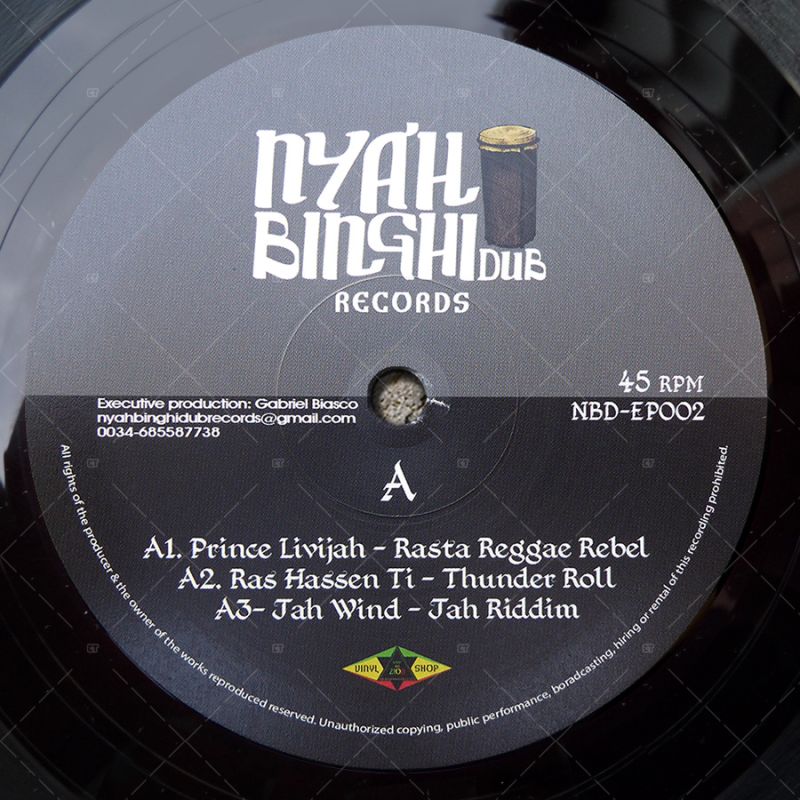 NYAH
BINGHI DUB
RECORDS
45 RPM
NBD-EP002
Executive production: Gabriel Biasco
nyahbinghidubrecords@gmail.com
0034-685587738
A
A1. Prince Livijah - Rasta Reggae Rebel
A2. Ras Hassen Ti - Thunder Roll
A3- Jah Wind - Jah Riddim
VINYL SHOP
All rights of the producer & the owner of the works reproduced reserved. Unauthorized copying, public performance, boradcasting, hiring or rental of this recording prohibited.